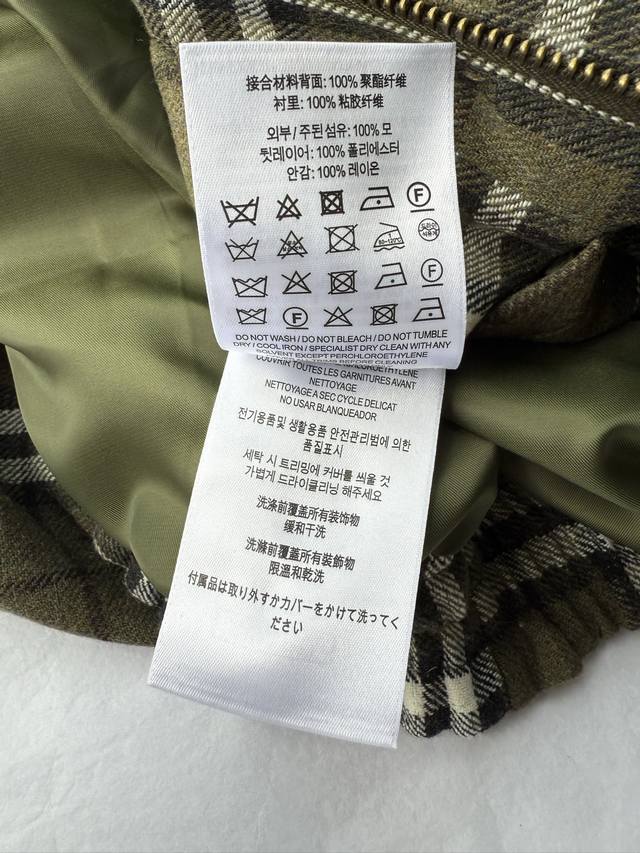 接合材料背面: 100% 聚酯纤维
衬里: 100% 粘胶纤维
외부 / 주된 섬유: 100% 모
뒷레이어: 100% 폴리에스터
안감: 100% 레이온
F
F
F
DO NOT WASH / DO NOT BLEACH / DO NOT TUMBLE
DRY / COOL IRON / SPECIALIST DRY CLEAN WITH ANY
SOLVENT EXCEPT PERCHLOROETHYLENE
TRIMS BEFORE CLEANING
COUVRIR TOUTES LES GARNITURES AVANT
NETTOYAGE
NETTOYAGE A SEC CYCLE DELICAT
NO USAR BLANQUEADOR
전기용품및 생활용품 안전관리법에 의한
품질표시
세탁 시 트리밍에 커버를 씌울 것
가볍게 드라이클리닝 해주세요
洗涤前覆盖所有装饰物
缓和干洗
洗滌前覆蓋所有裝飾物
限溫和乾洗
付属品は取り外すかカバーをかけて洗ってく
ださい